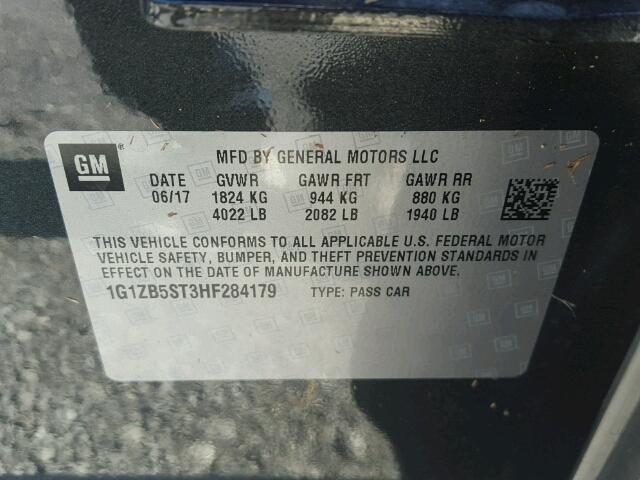 GM ® MFD BY GENERAL MOTORS LLC
DATE GVWR GAWR FRT GAWR RR
06/17 1824 KG 944 KG 880 KG
4022 LB 2082 LB 1940 LB
THIS VEHICLE CONFORMS TO ALL APPLICABLE U.S. FEDERAL MOTOR
VEHICLE SAFETY, BUMPER, AND THEFT PREVENTION STANDARDS IN
EFFECT ON THE DATE OF MANUFACTURE SHOWN ABOVE.
1G1ZB5ST3HF284179 TYPE: PASS CAR